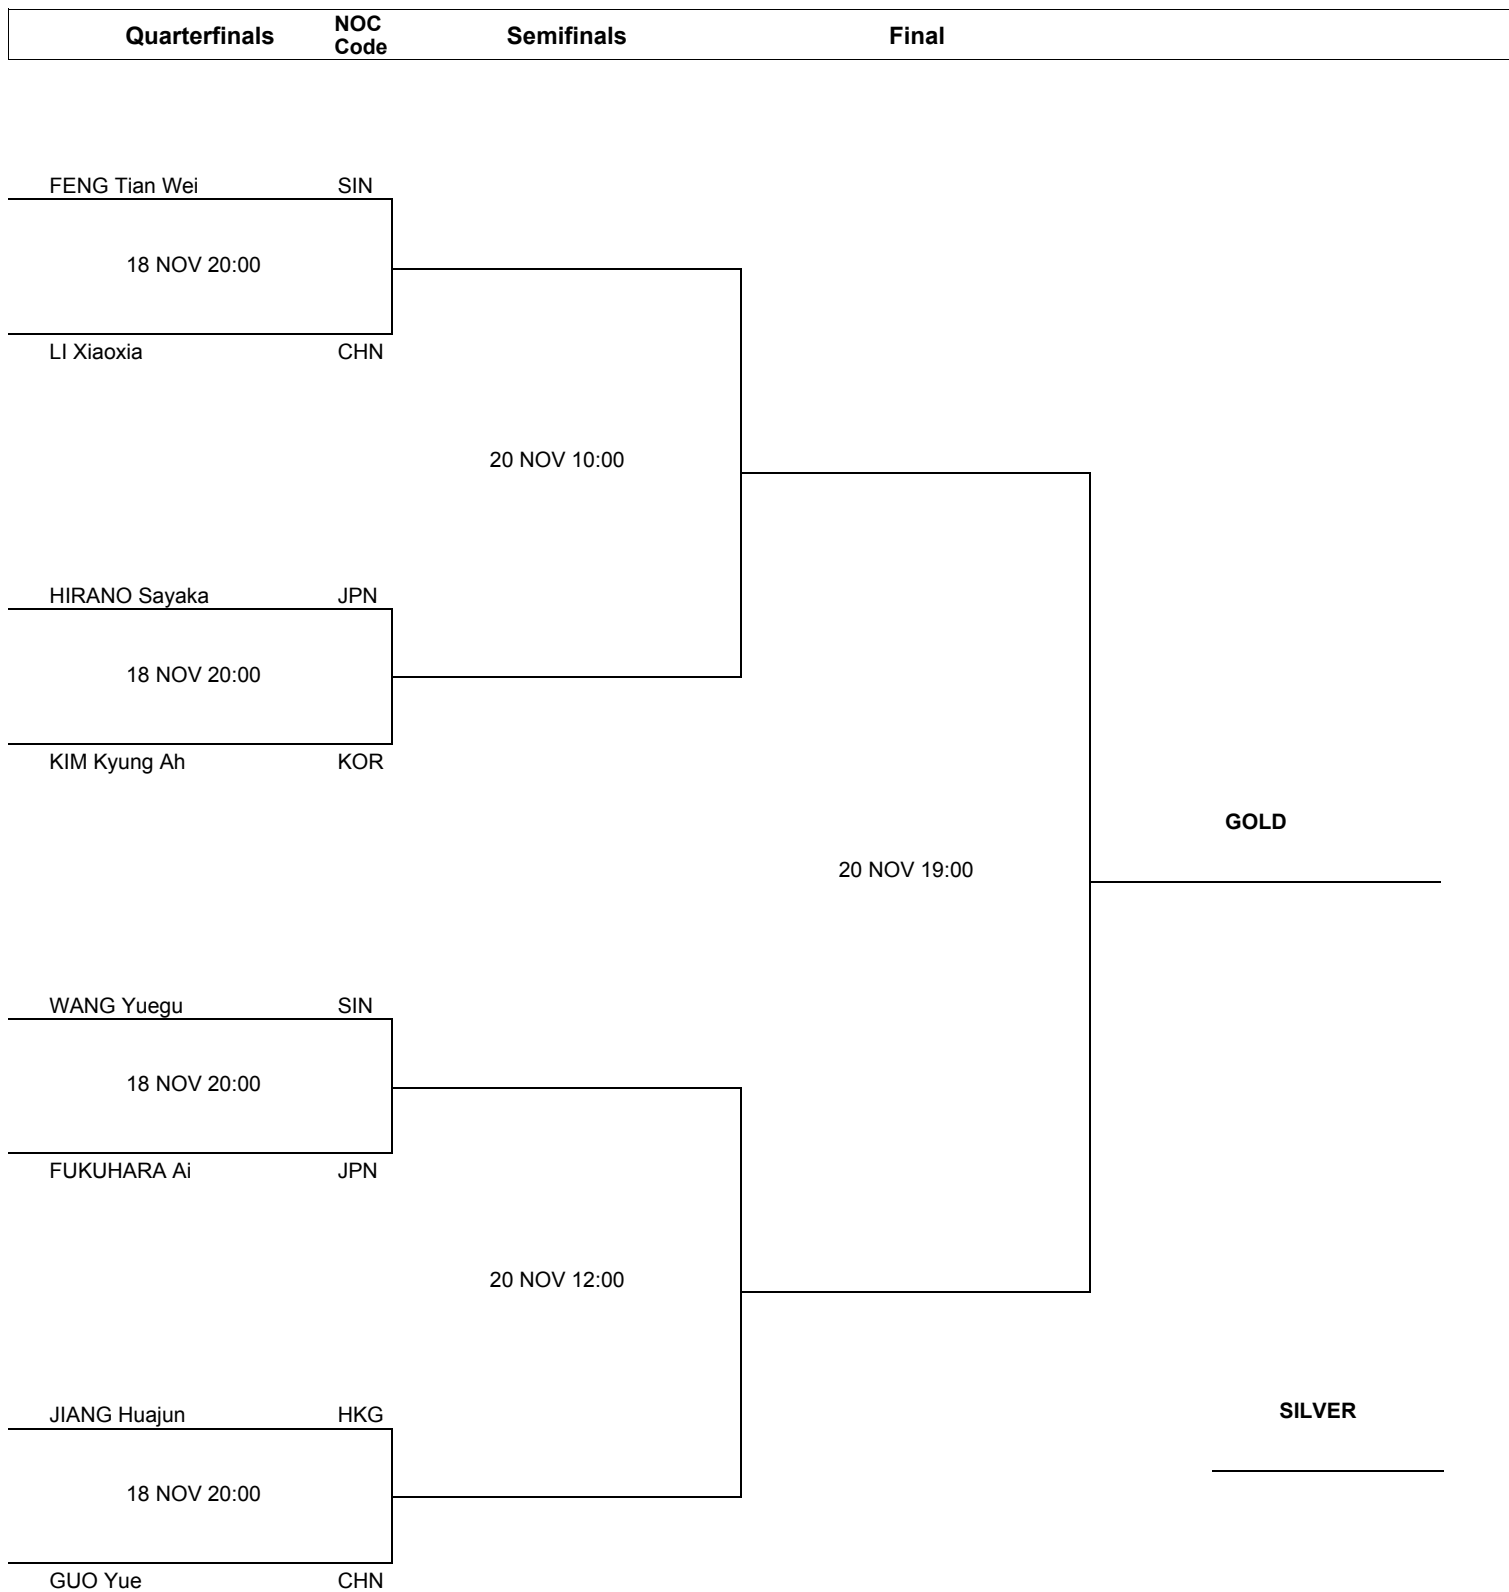 Quarterfinals NOC Code Semifinals Final
FENG Tian Wei SIN
18 NOV 20:00
LI Xiaoxia CHN
20 NOV 10:00
HIRANO Sayaka JPN
18 NOV 20:00
KIM Kyung Ah KOR
GOLD
20 NOV 19:00
WANG Yuegu SIN
18 NOV 20:00
FUKUHARA Ai JPN
20 NOV 12:00
JIANG Huajun HKG
SILVER
18 NOV 20:00
GUO Yue CHN